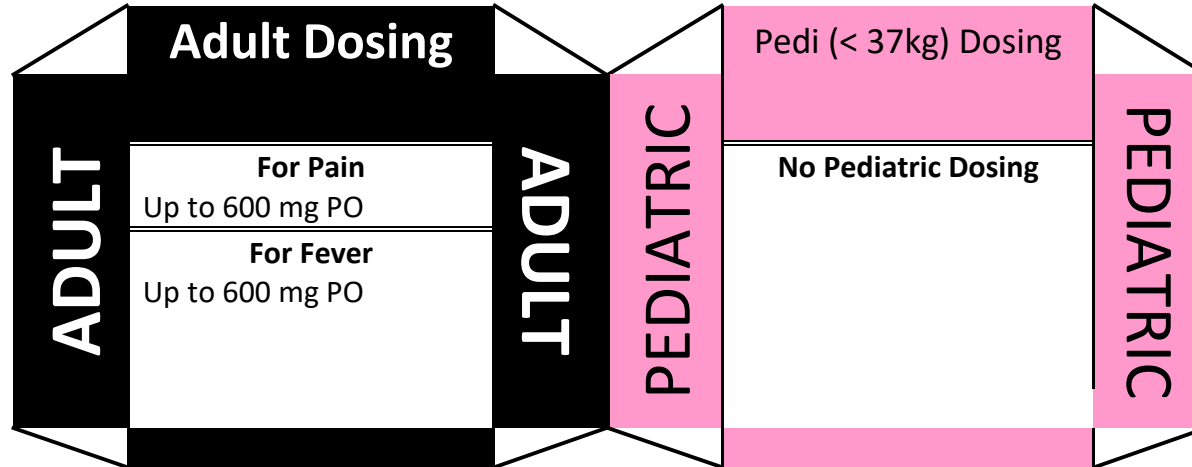 Adult Dosing
ADULT
For Pain
Up to 600 mg PO
For Fever
Up to 600 mg PO
ADULT
PEDIATRIC
Pedi (< 37kg) Dosing
No Pediatric Dosing
PEDIATRIC